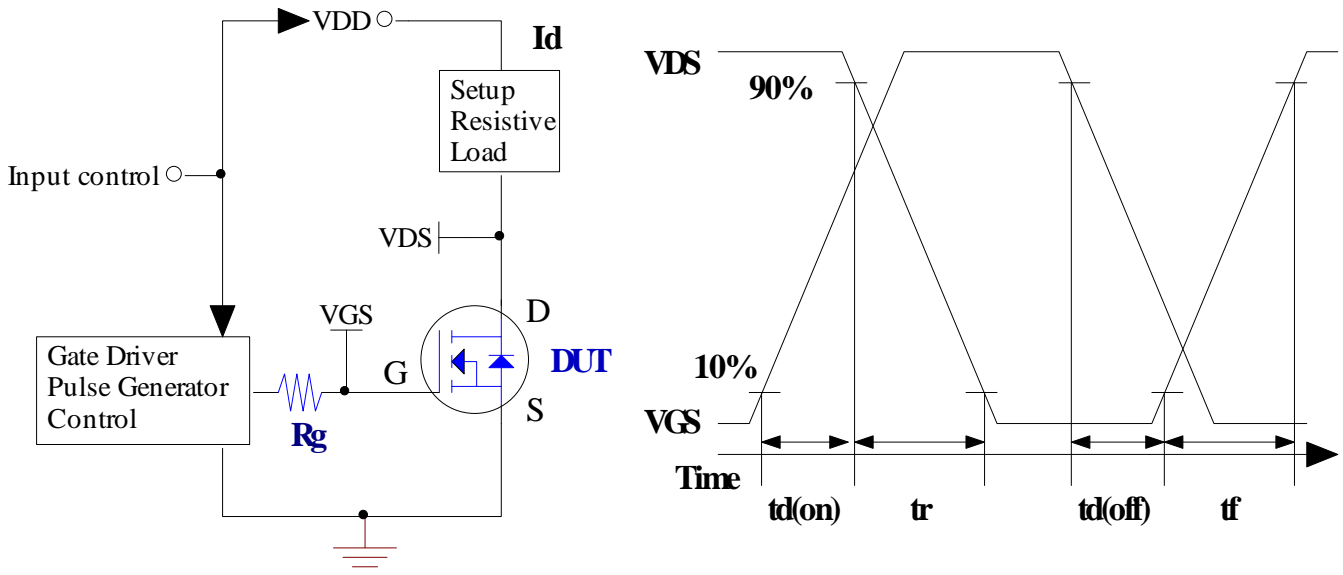 VDD
Id
Setup
Resistive
Load
Input control
VDS
VGS
D
G
DUT
S
Gate Driver
Pulse Generator
Control
Rg
VDS
90%
10%
VGS
Time
td(on)
tr
td(off)
tf